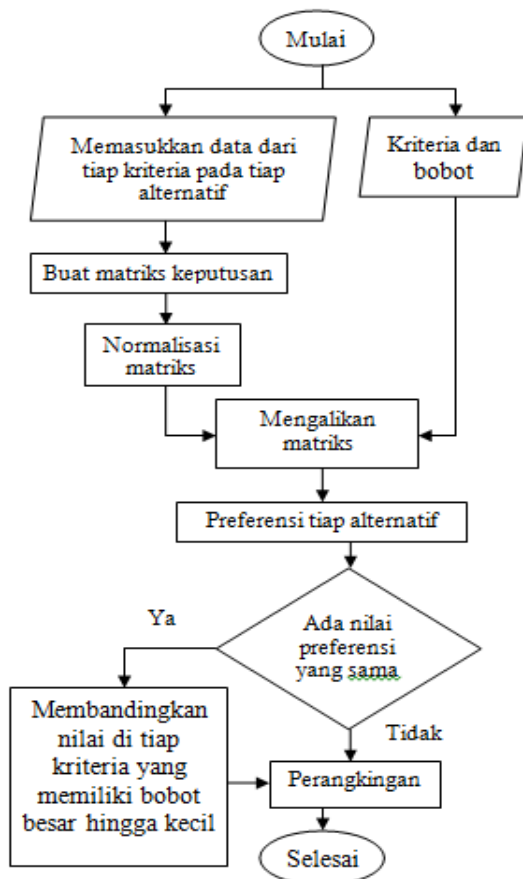 Mulai
Memasukkan data dari
tiap kriteria pada tiap
alternatif
Kriteria dan
bobot
Buat matriks keputusan
Normalisasi
matriks
Mengalikan
matriks
Preferensi tiap alternatif
Ada nilai
preferensi
yang sama
Ya
Tidak
Membandingkan
nilai di tiap
kriteria yang
memiliki bobot
besar hingga kecil
Perangkingan
Selesai